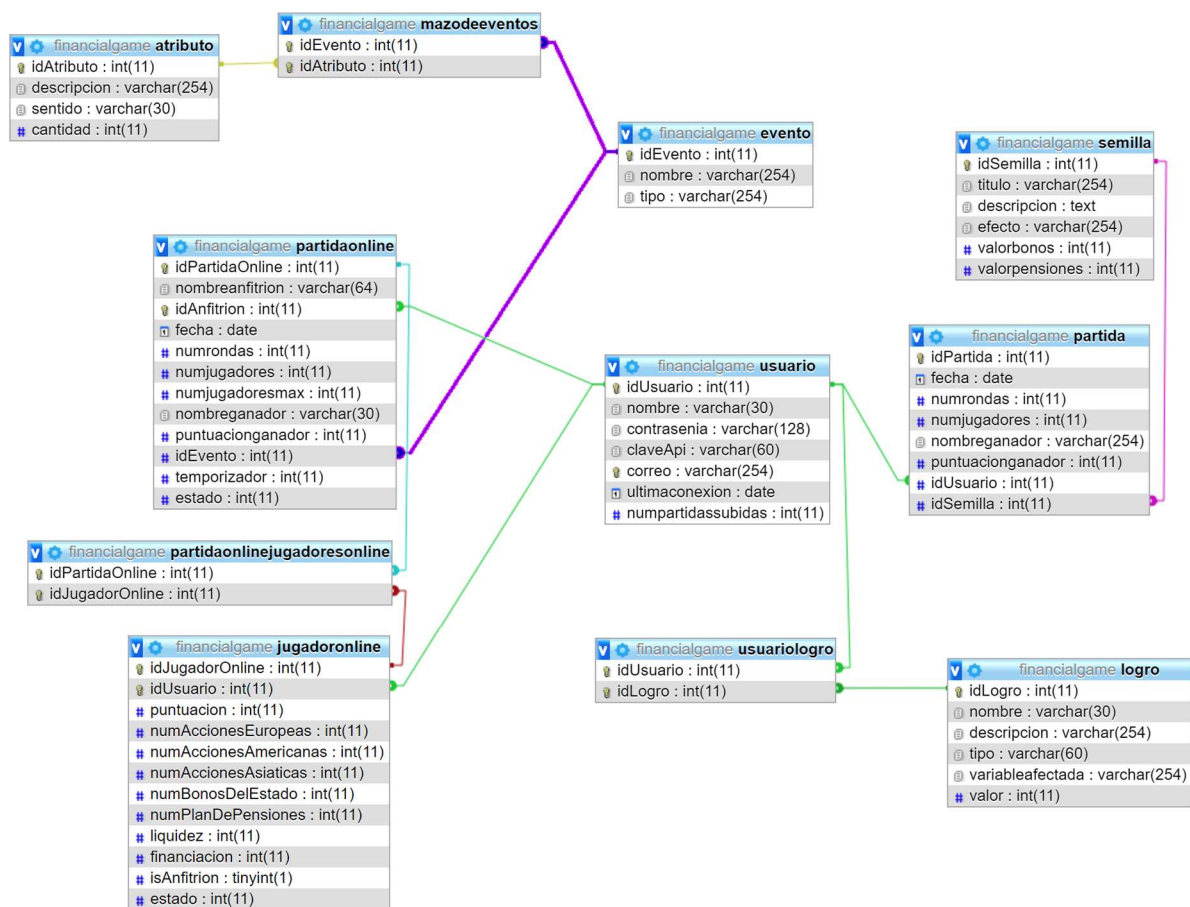 financialgame atributo
idAtributo : int(11)
descripcion : varchar(254)
sentido : varchar(30)
cantidad : int(11)
financialgame mazodeeventos
idEvento : int(11)
idAtributo : int(11)
financialgame evento
idEvento : int(11)
nombre : varchar(254)
tipo : varchar(254)
financialgame semilla
idSemilla : int(11)
titulo : varchar(254)
descripcion : text
efecto : varchar(254)
valorbonos : int(11)
valorpensiones : int(11)
financialgame partidaonline
idPartidaOnline : int(11)
nombreanfitrion : varchar(64)
idAnfitrion : int(11)
fecha : date
numrondas : int(11)
numjugadores : int(11)
numjugadoresmax : int(11)
nombreganador : varchar(30)
puntuacionganador : int(11)
idEvento : int(11)
temporizador : int(11)
estado : int(11)
financialgame usuario
idUsuario : int(11)
nombre : varchar(30)
contrasenia : varchar(128)
claveApi : varchar(60)
correo : varchar(254)
ultimaconexion : date
numpartidassubidas : int(11)
financialgame partida
idPartida : int(11)
fecha : date
numrondas : int(11)
numjugadores : int(11)
nombreganador : varchar(254)
puntuacionganador : int(11)
idUsuario : int(11)
idSemilla : int(11)
financialgame partidaonlinejugadoresonline
idPartidaOnline : int(11)
idJugadorOnline : int(11)
financialgame jugadoronline
idJugadorOnline : int(11)
idUsuario : int(11)
puntuacion : int(11)
numAccionesEuropeas : int(11)
numAccionesAmericanas : int(11)
numAccionesAsiaticas : int(11)
numBonosDelEstado : int(11)
numPlanDePensiones : int(11)
liquidez : int(11)
financiacion : int(11)
isAnfitrion : tinyint(1)
estado : int(11)
financialgame usuariologro
idUsuario : int(11)
idLogro : int(11)
financialgame logro
idLogro : int(11)
nombre : varchar(30)
descripcion : varchar(254)
tipo : varchar(60)
variableafectada : varchar(254)
valor : int(11)